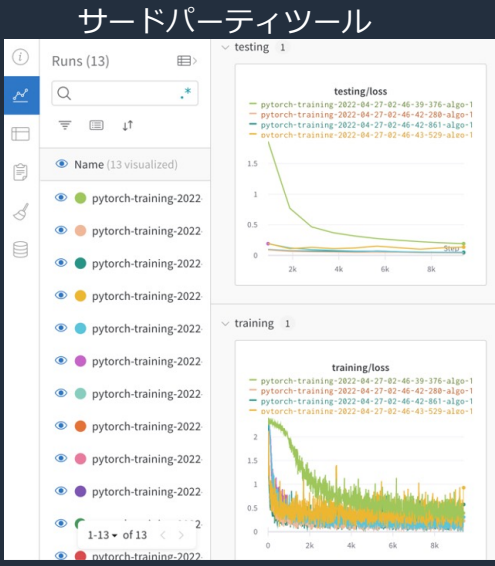 サードパーティツール
Runs (13)
.*
Name (13 visualized)
pytorch-training-2022-
pytorch-training-2022-
pytorch-training-2022-
pytorch-training-2022-
pytorch-training-2022-
pytorch-training-2022-
pytorch-training-2022-
pytorch-training-2022-
pytorch-training-2022-
pytorch-training-2022-
1-13 of 13
pytorch-training-2022-
testing 1
testing/loss
pytorch-training-2022-04-27-02-46-39-376-algo-1
pytorch-training-2022-04-27-02-46-42-280-algo-1
pytorch-training-2022-04-27-02-46-42-861-algo-1
pytorch-training-2022-04-27-02-46-43-529-algo-1
1.5
1
0.5
0
Step
2k 4k 6k 8k
training 1
training/loss
pytorch-training-2022-04-27-02-46-39-376-algo-1
pytorch-training-2022-04-27-02-46-42-280-algo-1
pytorch-training-2022-04-27-02-46-42-861-algo-1
pytorch-training-2022-04-27-02-46-43-529-algo-1
2
1.5
1
0.5
0
0 2k 4k 6k 8k